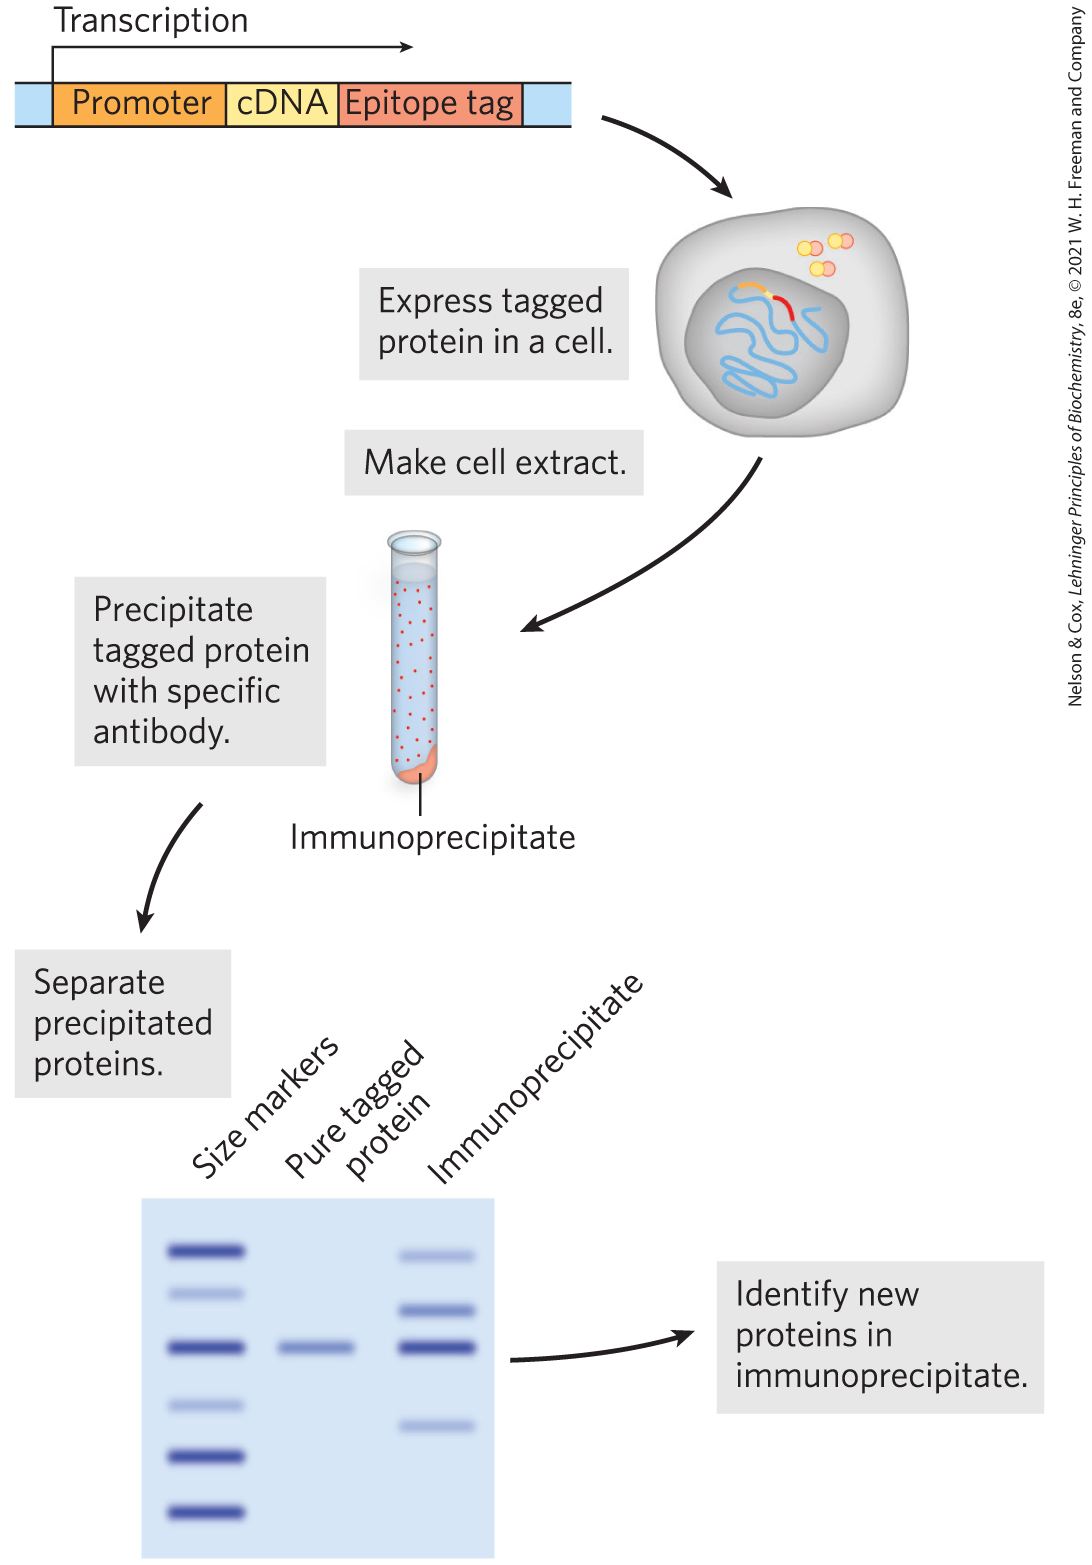 Transcription
Promoter cDNA Epitope tag
Express tagged
protein in a cell.
Make cell extract.
Precipitate
tagged protein
with specific
antibody.
Immunoprecipitate
Separate
precipitated
proteins.
Size markers
Pure tagged
protein
Immunoprecipitate
Identify new
proteins in
immunoprecipitate.
Nelson & Cox, Lehninger Principles of Biochemistry, 8e, © 2021 W. H. Freeman and Company